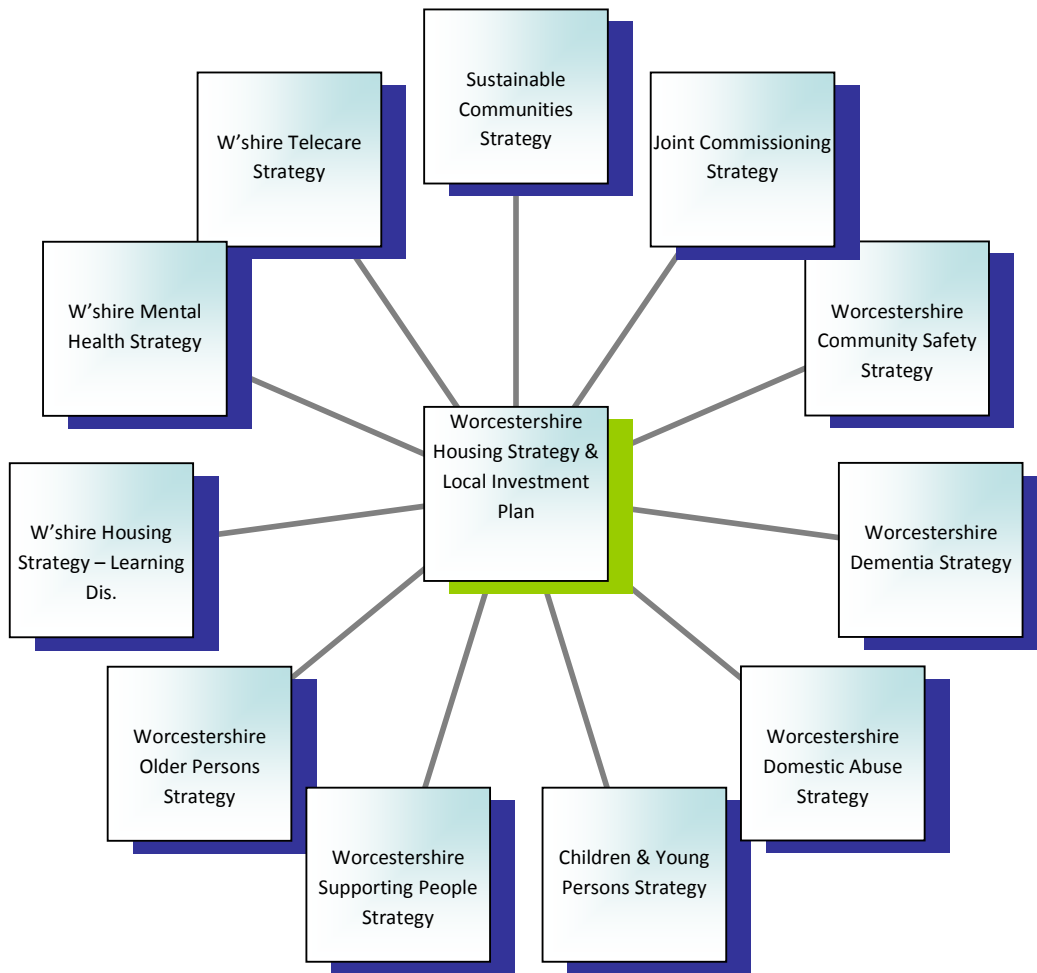 Sustainable
Communities
Strategy
Joint Commissioning
Strategy
Worcestershire
Community Safety
Strategy
Worcestershire
Dementia Strategy
Worcestershire
Domestic Abuse
Strategy
Children & Young
Persons Strategy
Worcestershire
Supporting People
Strategy
Worcestershire
Older Persons
Strategy
W’shire Housing
Strategy – Learning
Dis.
W’shire Mental
Health Strategy
W’shire Telecare
Strategy
Worcestershire
Housing Strategy &
Local Investment
Plan